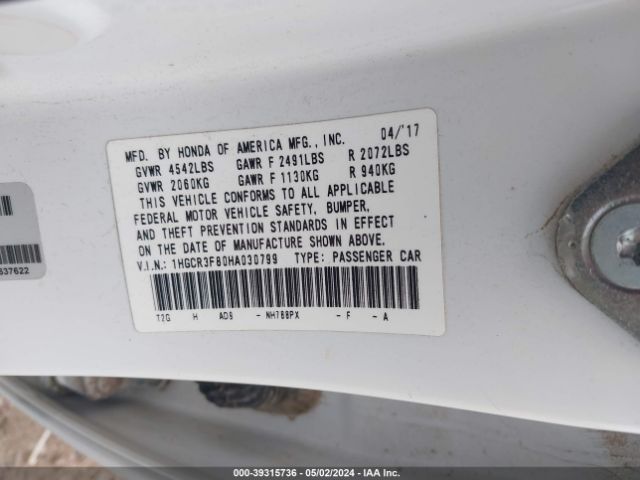 MFD. BY HONDA OF AMERICA MFG., INC. 04/'17
GVWR 4542LBS GAWR F 2491LBS R 2072LBS
GVWR 2060KG GAWR F 1130KG R 940KG
THIS VEHICLE CONFORMS TO ALL APPLICABLE
FEDERAL MOTOR VEHICLE SAFETY, BUMPER,
AND THEFT PREVENTION STANDARDS IN EFFECT
ON THE DATE OF MANUFACTURE SHOWN ABOVE.
V.I.N.: 1HGCR3F80HA030799 TYPE: PASSENGER CAR
T2G H AD9 - NH788PX - F - A
637622
000-39315736 - 05/02/2024 - IAA Inc.